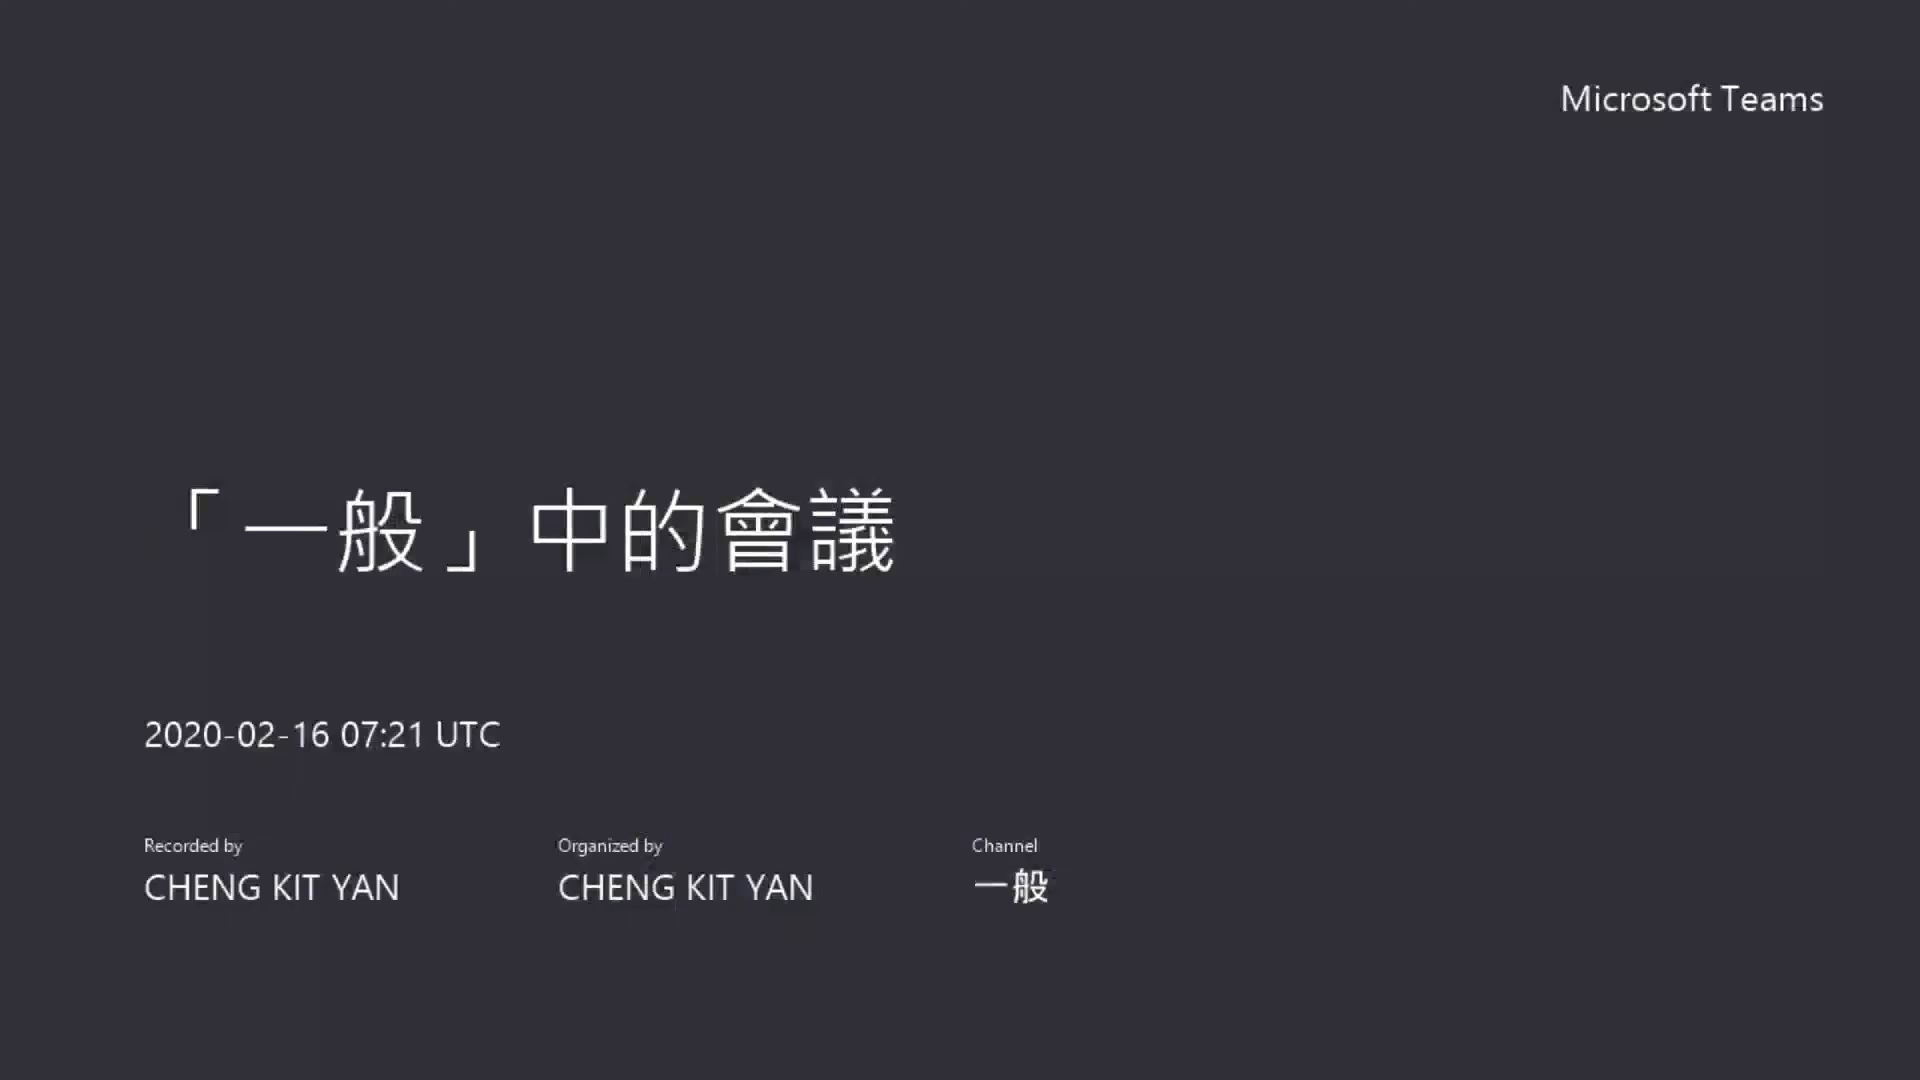 Microsoft Teams
「一般」中的會議
2020-02-16 07:21 UTC
Recorded by
CHENG KIT YAN
Organized by
CHENG KIT YAN
Channel
一般